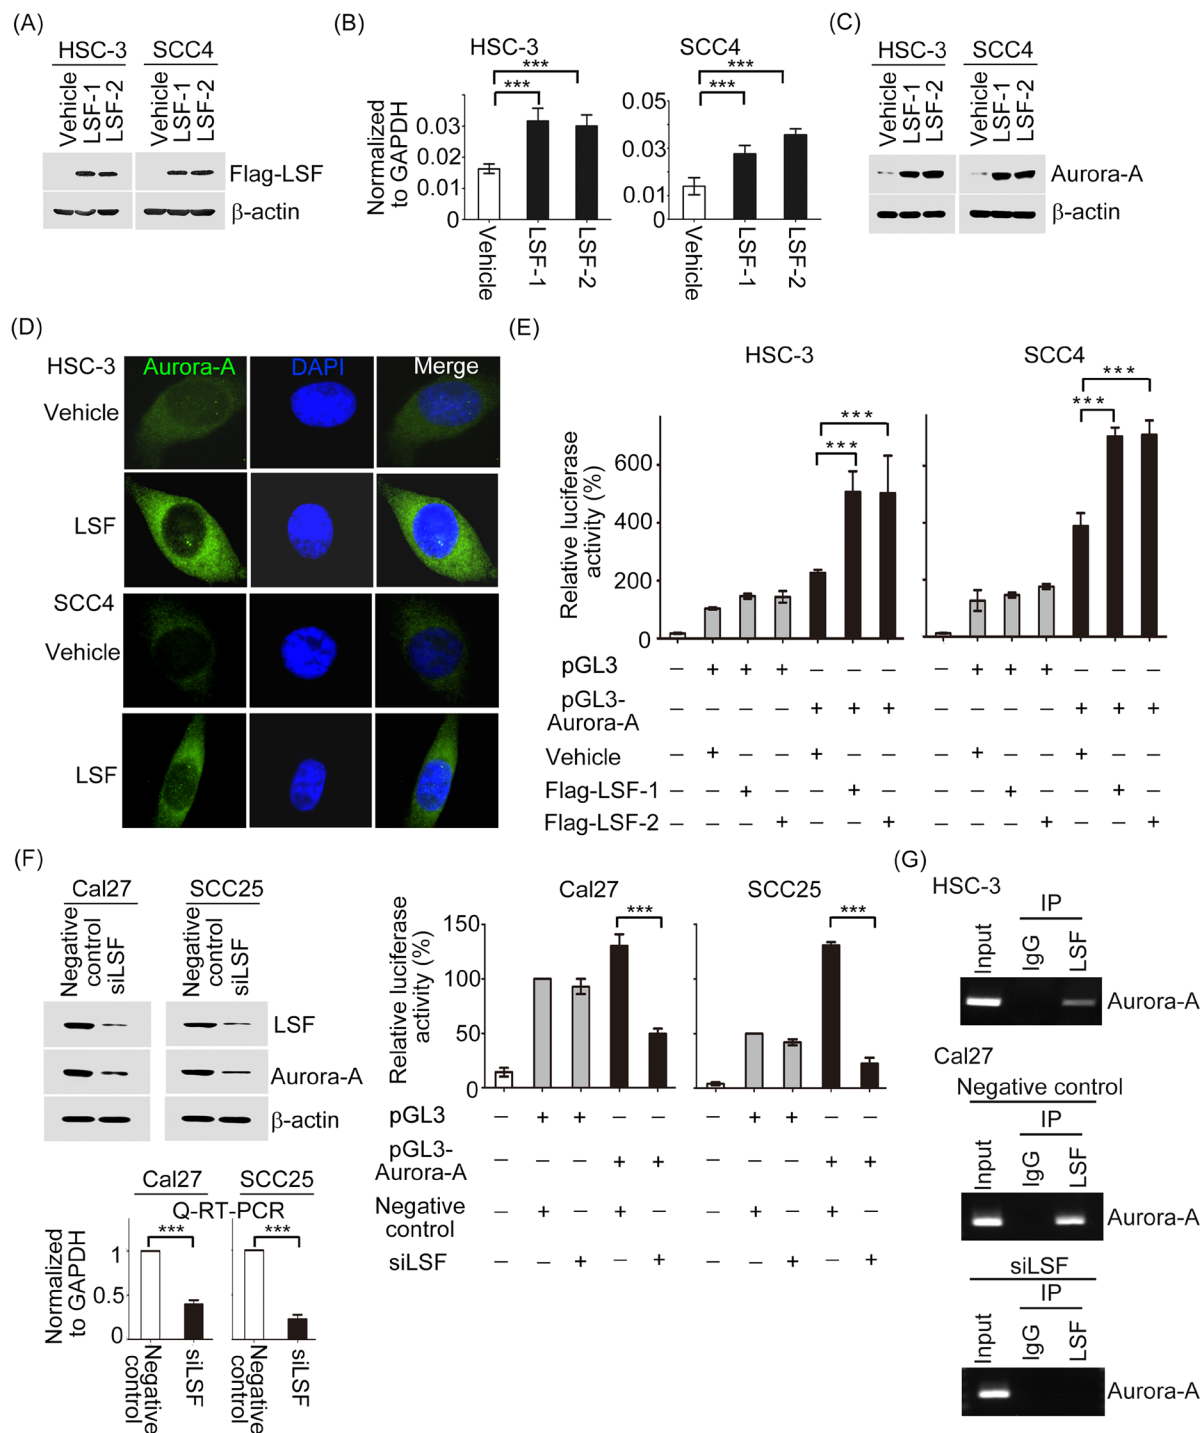 (A)
HSC-3 SCC4
Vehicle LSF-1 LSF-2 Vehicle LSF-1 LSF-2
Flag-LSF
β-actin
(B)
HSC-3 SCC4
*** ***
*** ***
Normalized
to GAPDH
0.03
0.02
0.01
0
0.05
0.03
0.01
0
Vehicle LSF-1 LSF-2 Vehicle LSF-1 LSF-2
(C)
HSC-3 SCC4
Vehicle LSF-1 LSF-2 Vehicle LSF-1 LSF-2
Aurora-A
β-actin
(D)
HSC-3 Aurora-A DAPI Merge
Vehicle
LSF
SCC4
Vehicle
LSF
(E)
HSC-3 SCC4
*** ***
*** ***
Relative luciferase
activity (%)
600
400
200
0
pGL3 – + + + – – – – + + + – – –
pGL3-
Aurora-A – – – – + + + – – – – + + +
Vehicle – + – – + – – – + – – + – –
Flag-LSF-1 – – + – – + – – – + – – + –
Flag-LSF-2 – – – + – – + – – – + – – +
(F)
Cal27 SCC25
Negative control siLSF Negative control siLSF
LSF
Aurora-A
β-actin
Cal27 SCC25
Q-RT-PCR
*** ***
Normalized
to GAPDH
1
0.5
0
Negative control siLSF Negative control siLSF
Cal27 SCC25
*** ***
Relative luciferase
activity (%)
150
100
50
0
pGL3 – + + – – – + + – –
pGL3-
Aurora-A – – – + + – – – + +
Negative
control – + – + – – + – + –
siLSF – – + – + – – + – +
(G)
HSC-3
IP
Input IgG LSF
Aurora-A
Cal27
Negative control
IP
Input IgG LSF
Aurora-A
siLSF
IP
Input IgG LSF
Aurora-A